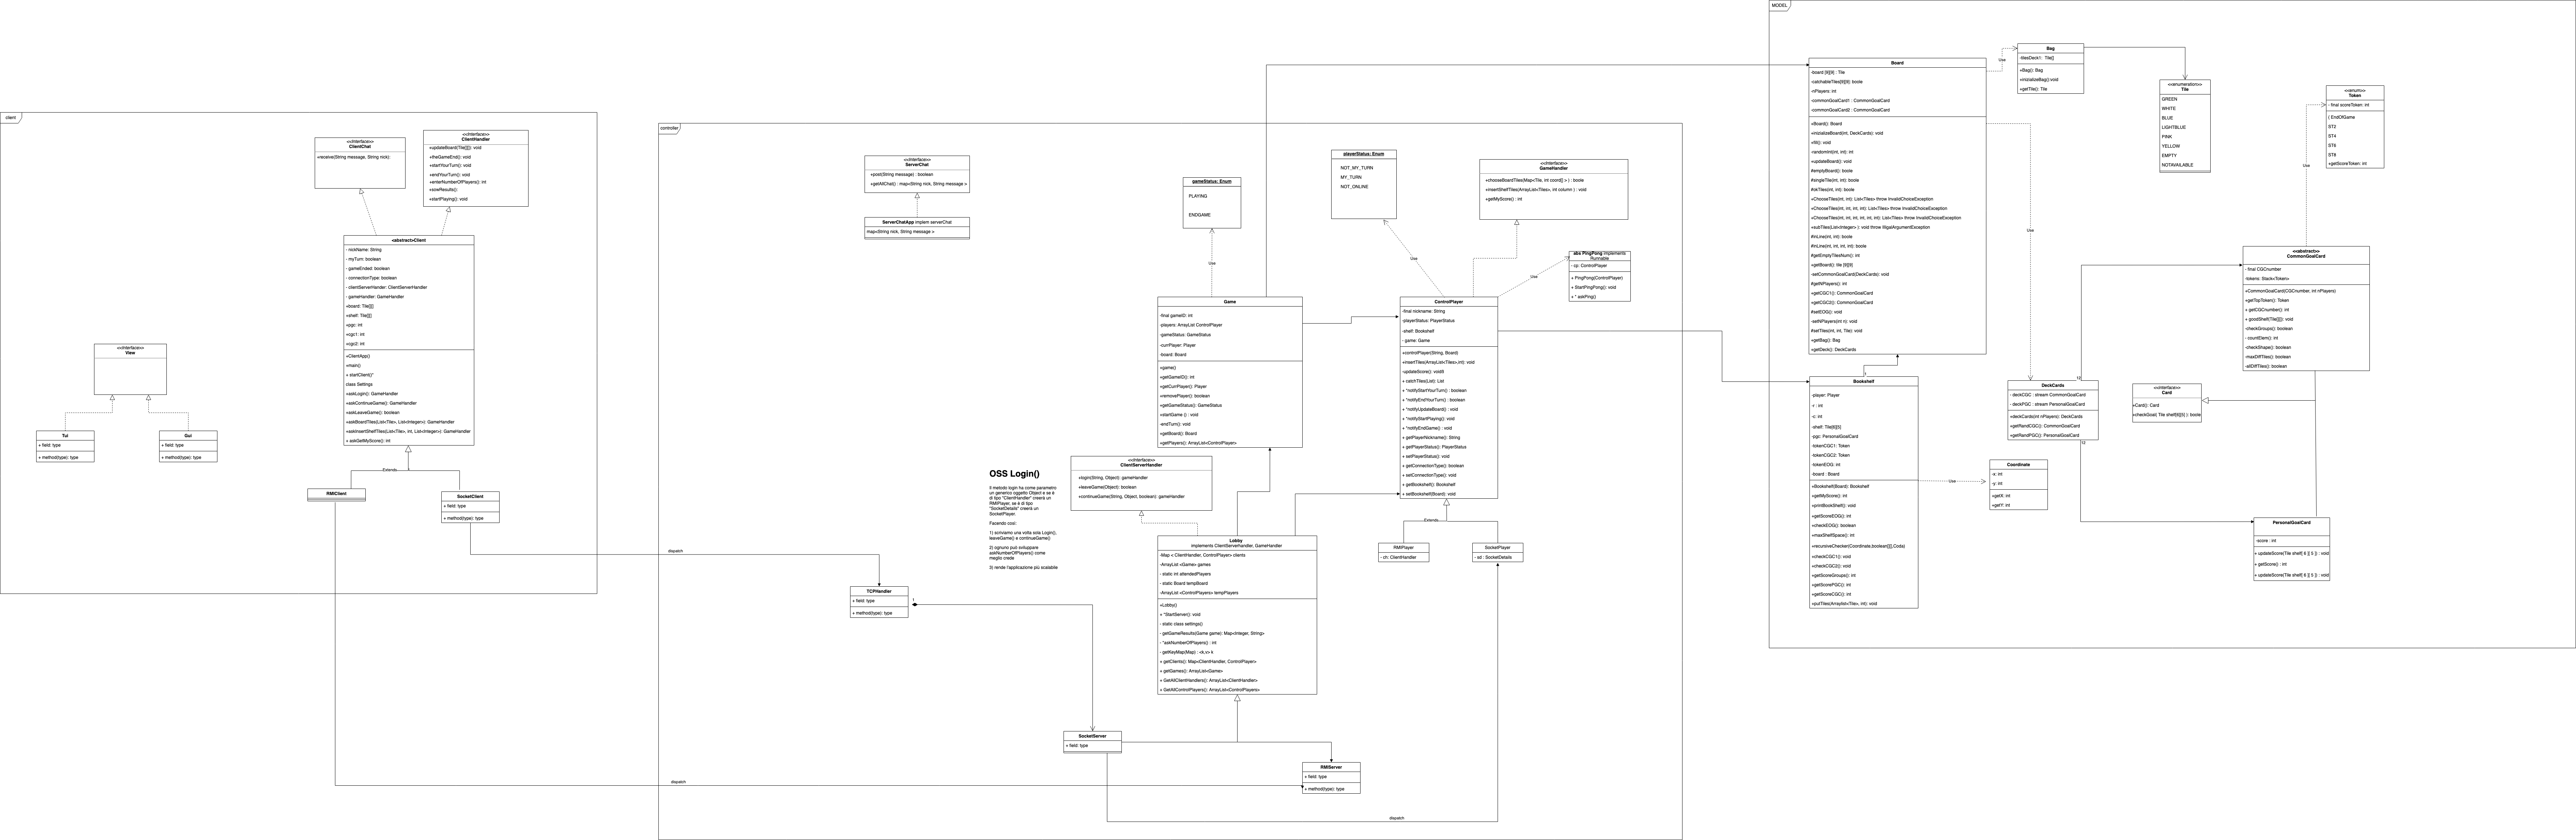 client
<<Interface>>
ClientChat
+receive(String message, String nick):
<<Interface>>
ClientHandler
+updateBoard(Tile[][]): void
+theGameEnd(): void
+startYourTurn(): void
+endYourTurn(): void
+enterNumberOfPlayers(): int
+sowResults():
+startPlaying(): void
<abstract>Client
- nickName: String
- myTurn: boolean
- gameEnded: boolean
- connectionType: boolean
- clientServerHander: ClientServerHandler
- gameHandler: GameHandler
+board: Tile[][]
+shelf: Tile[][]
+pgc: int
+cgc1: int
+cgc2: int
+ClientApp()
+main()
+ startClient()*
class Settings
+askLogin(): GameHandler
+askContinueGame(): GameHandler
+askLeaveGame(): boolean
+askBoardTiles(List<Tile>, List<Integer>): GameHandler
+askInsertShelfTiles(List<Tile>, int, List<Integer>): GameHandler
+ askGetMyScore(): int
<<Interface>>
View
Tui
+ field: type
+ method(type): type
Gui
+ field: type
+ method(type): type
Extends
RMIClient
SocketClient
+ field: type
+ method(type): type
dispatch
dispatch
controller
<<Interface>>
ServerChat
+post(String message) : boolean
+getAllChat() : map<String nick, String message >
ServerChatApp implem serverChat
map<String nick, String message >
gameStatus: Enum
PLAYING
ENDGAME
playerStatus: Enum
NOT_MY_TURN
MY_TURN
NOT_ONLINE
<<Interface>>
GameHandler
+chooseBoardTiles(Map<Tile, int coord[] > ) : boole
+insertShelfTiles(ArrayList<Tiles>, int column ) : void
+getMyScore() : int
Use
Use
Use
abs PingPong implements
Runnable
- cp: ControlPlayer
+ PingPong(ControlPlayer)
+ StartPingPong(): void
+ * askPing()
Game
-final gameID: int
-players: ArrayList ControlPlayer
-gameStatus: GameStatus
-currPlayer: Player
-board: Board
+game()
+getGameID(): int
+getCurrPlayer(): Player
+removePlayer(): boolean
+getGameStatus(): GameStatus
+startGame (): void
-endTurn(): void
+getBoard(): Board
+getPlayers(): ArrayList<ControlPlayer>
ControlPlayer
-final nickname: String
-playerStatus: PlayerStatus
-shelf: Bookshelf
- game: Game
+controlPlayer(String, Board)
+insertTiles(ArrayList<Tiles>,int): void
-updateScore(): void9
+ catchTiles(List): List
+ *notifyStartYourTurn() : boolean
+ *notifyEndYourTurn() : boolean
+ *notifyUpdateBoard() : void
+ *notifyStartPlaying() : void
+ *notifyEndGame() : void
+ getPlayerNickname(): String
+ getPlayerStatus(): PlayerStatus
+ setPlayerStatus(): void
+ getConnectionType(): boolean
+ setConnectionType(): void
+ getBookshelf(): Bookshelf
+ setBookshelf(Board): void
<<Interface>>
ClientServerHandler
+login(String, Object): gameHandler
+leaveGame(Object): boolean
+continueGame(String, Object, boolean): gameHandler
OSS Login()
Il metodo login ha come parametro
un generico oggetto Object e se è
di tipo "ClientHandler" creerà un
RMIPlayer, se è di tipo
"SocketDetails" creerà un
SocketPlayer.
Facendo così:
1) scriviamo una volta sola Login(),
leaveGame() e continueGame()
2) ognuno può sviluppare
askNumberOfPlayers() come
meglio crede
3) rende l'applicazione più scalabile
Lobby
implements ClientServerHandler, GameHandler
-Map < ClientHandler, ControlPlayer> clients
-ArrayList <Game> games
- static int attendedPlayers
- static Board tempBoard
-ArrayList <ControlPlayers> tempPlayers
+Lobby()
+ *StartServer(): void
- static class settings()
- getGameResults(Game game): Map<Integer, String>
- *askNumberOfPlayers() : int
- getKeyMap(Map) : <k,v> k
+ getClients(): Map<ClientHandler, ControlPlayer>
+ getGames(): ArrayList<Game>
+ GetAllClientHandlers(): ArrayList<ClientHandler>
+ GetAllControlPlayers(): ArrayList<ControlPlayers>
Extends
RMIPlayer
- ch: ClientHandler
SocketPlayer
- sd : SocketDetails
TCPHandler
+ field: type
+ method(type): type
1
SocketServer
+ field: type
RMIServer
+ field: type
+ method(type): type
dispatch
MODEL
Board
-board [9][9] : Tile
-catchableTiles[9][9]: boole
-nPlayers: int
-commonGoalCard1 : CommonGoalCard
-commonGoalCard2 : CommonGoalCard
+Board(): Board
+inizializeBoard(int, DeckCards): void
+fill(): void
-randomInt(int, int): int
+updateBoard(): void
#emptyBoard(): boole
#singleTile(int, int): boole
#okTiles(int, int): boole
+ChooseTiles(int, int): List<Tiles> throw InvalidChoiceException
+ChooseTiles(int, int, int, int): List<Tiles> throw InvalidChoiceException
+ChooseTiles(int, int, int, int, int, int): List<Tiles> throw InvalidChoiceException
+subTiles(List<Integer> ): void throw IlligalArgumentException
#inLine(int, int): boole
#inLine(int, int, int, int): boole
#getEmptyTilesNum(): int
+getBoard(): tile [9][9]
-setCommonGoalCard(DeckCards): void
#getNPlayers(): int
+getCGC1(): CommonGoalCard
+getCGC2(): CommonGoalCard
#setEOG(): void
-setNPlayers(int n): void
#setTiles(int, int, Tile): void
+getBag(): Bag
+getDeck(): DeckCards
Use
Bag
-tilesDeck1: Tile[]
+Bag(): Bag
+inizializeBag():void
+getTile(): Tile
<<enumeration>>
Tile
GREEN
WHITE
BLUE
LIGHTBLUE
PINK
YELLOW
EMPTY
NOTAVAILABLE
<<enum>>
Token
- final scoreToken: int
( EndOfGame
ST2
ST4
ST6
ST8
+getScoreToken: int
Use
Use
<<abstract>>
CommonGoalCard
- final CGCnumber
-tokens: Stack<Token>
+CommonGoalCard(CGCnumber, int nPlayers)
+getTopToken(): Token
+ getCGCnumber(): int
+ goodShelf(Tile[][]): void
-checkGroups(): boolean
- countElem(): int
-checkShape(): boolean
-maxDiffTiles(): boolean
-allDiffTiles(): boolean
Bookshelf
-player: Player
-r : int
-c: int
-shelf: Tile[6][5]
-pgc: PersonalGoalCard
-tokenCGC1: Token
-tokenCGC2: Token
-tokenEOG: int
-board : Board
+Bookshelf(Board): Bookshelf
+getMyScore(): int
+printBookShelf(): void
+getScoreEOG(): int
+checkEOG(): boolean
+maxShelfSpace(): int
+recursiveChecker(Coordinate,boolean[][],Coda)
+checkCGC1(): void
+checkCGC2(): void
+getScoreGroups(): int
+getScorePGC(): int
+getScoreCGC(): int
+putTiles(Arraylist<Tile>, int): void
12
DeckCards
- deckCGC : stream CommonGoalCard
- deckPGC : stream PersonalGoalCard
+deckCards(int nPlayers): DeckCards
+getRandCGC(): CommonGoalCard
+getRandPGC(): PersonalGoalCard
12
<<Interface>>
Card
+Card(): Card
+checkGoal( Tile shelf[6][5] ): boole
Use
Coordinate
-x: int
-y: int
+getX: int
+getY: int
PersonalGoalCard
-score : int
+ updateScore(Tile shelf[ 6 ][ 5 ]) : void
+ getScore() : int
+ updateScore(Tile shelf[ 6 ][ 5 ]) : void